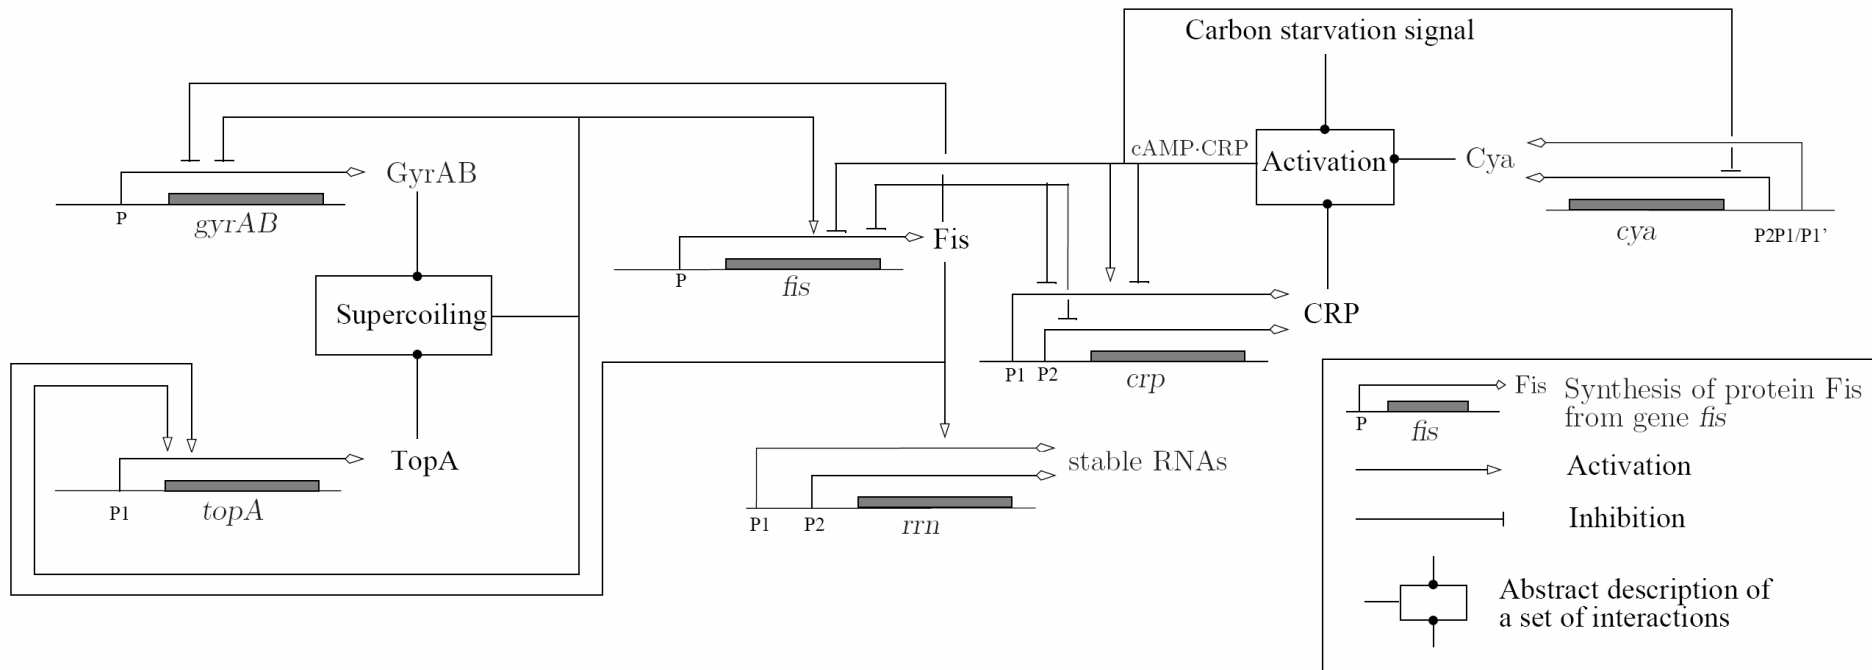 Carbon starvation signal
cAMP·CRP
Activation
Cya
GyrAB
P
gyrAB
P2P1/P1’
cya
Fis
P
fis
Supercoiling
CRP
P1
P2
crp
TopA
P1
topA
stable RNAs
P1
P2
rrn
Fis
Synthesis of protein Fis
from gene fis
P
fis
Activation
Inhibition
Abstract description of
a set of interactions